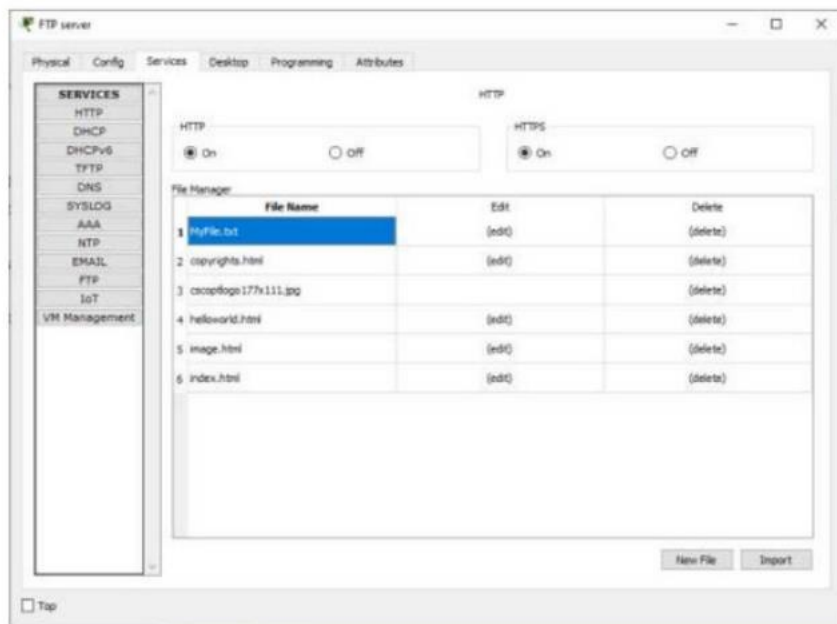 FTP server
Physical Config Services Desktop Programming Attributes
SERVICES
HTTP
DHCP
DHCPv6
TFTP
DNS
SYSLOG
AAA
NTP
EMAIL
FTP
IoT
VM Management
HTTP
HTTP
On Off
HTTPS
On Off
File Manager
File Name Edit Delete
1 MyFile.txt (edit) (delete)
2 copyrights.html (edit) (delete)
3 cscoptlogo177x111.jpg (delete)
4 helloworld.html (edit) (delete)
5 image.html (edit) (delete)
6 index.html (edit) (delete)
New File Import
Top